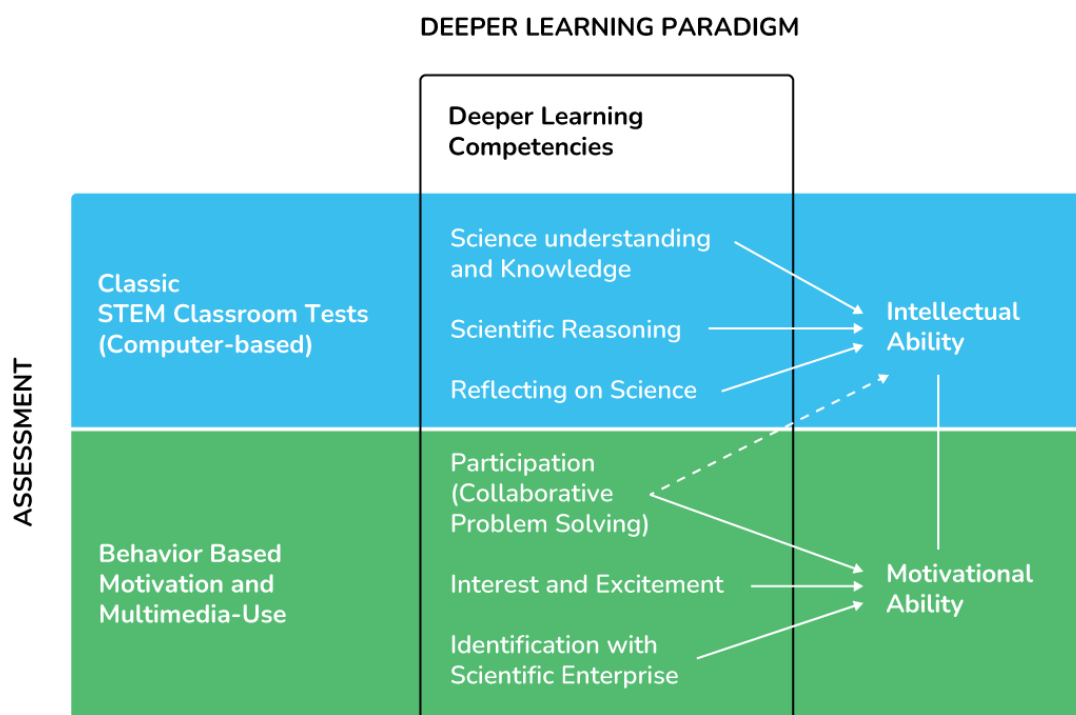 DEEPER LEARNING PARADIGM
Deeper Learning
Competencies
ASSESSMENT
Classic
STEM Classroom Tests
(Computer-based)
Science understanding
and Knowledge
Scientific Reasoning
Reflecting on Science
Intellectual
Ability
Behavior Based
Motivation and
Multimedia-Use
Participation
(Collaborative
Problem Solving)
Interest and Excitement
Identification with
Scientific Enterprise
Motivational
Ability